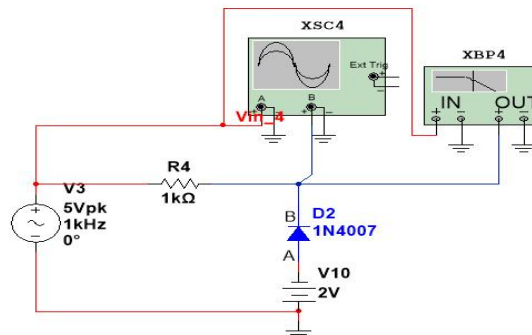 XSC4
XBP4
Ext Trig
A
B
IN
OUT
Vin_4
R4
1kΩ
V3
5Vpk
1kHz
0°
B
D2
1N4007
A
V10
2V